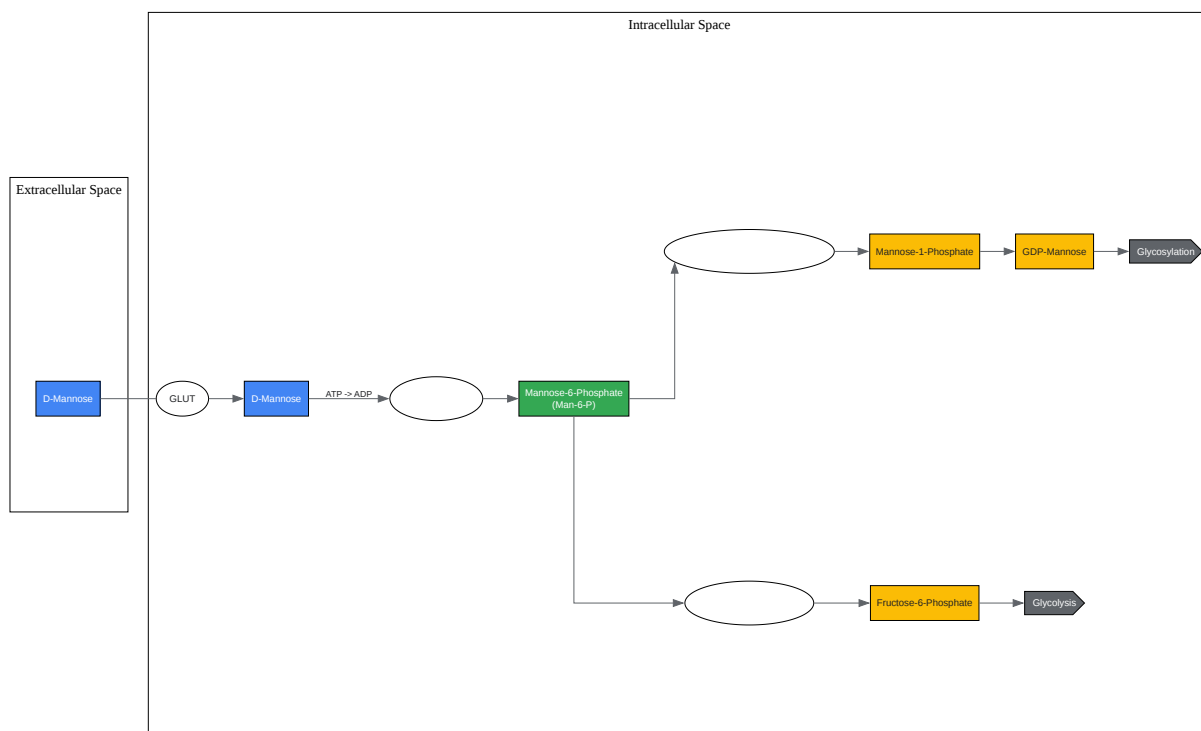 Intracellular Space
Extracellular Space
Mannose-1-Phosphate
GDP-Mannose
Glycosylation
D-Mannose
GLUT
D-Mannose
ATP -> ADP
Mannose-6-Phosphate
(Man-6-P)
Fructose-6-Phosphate
Glycolysis